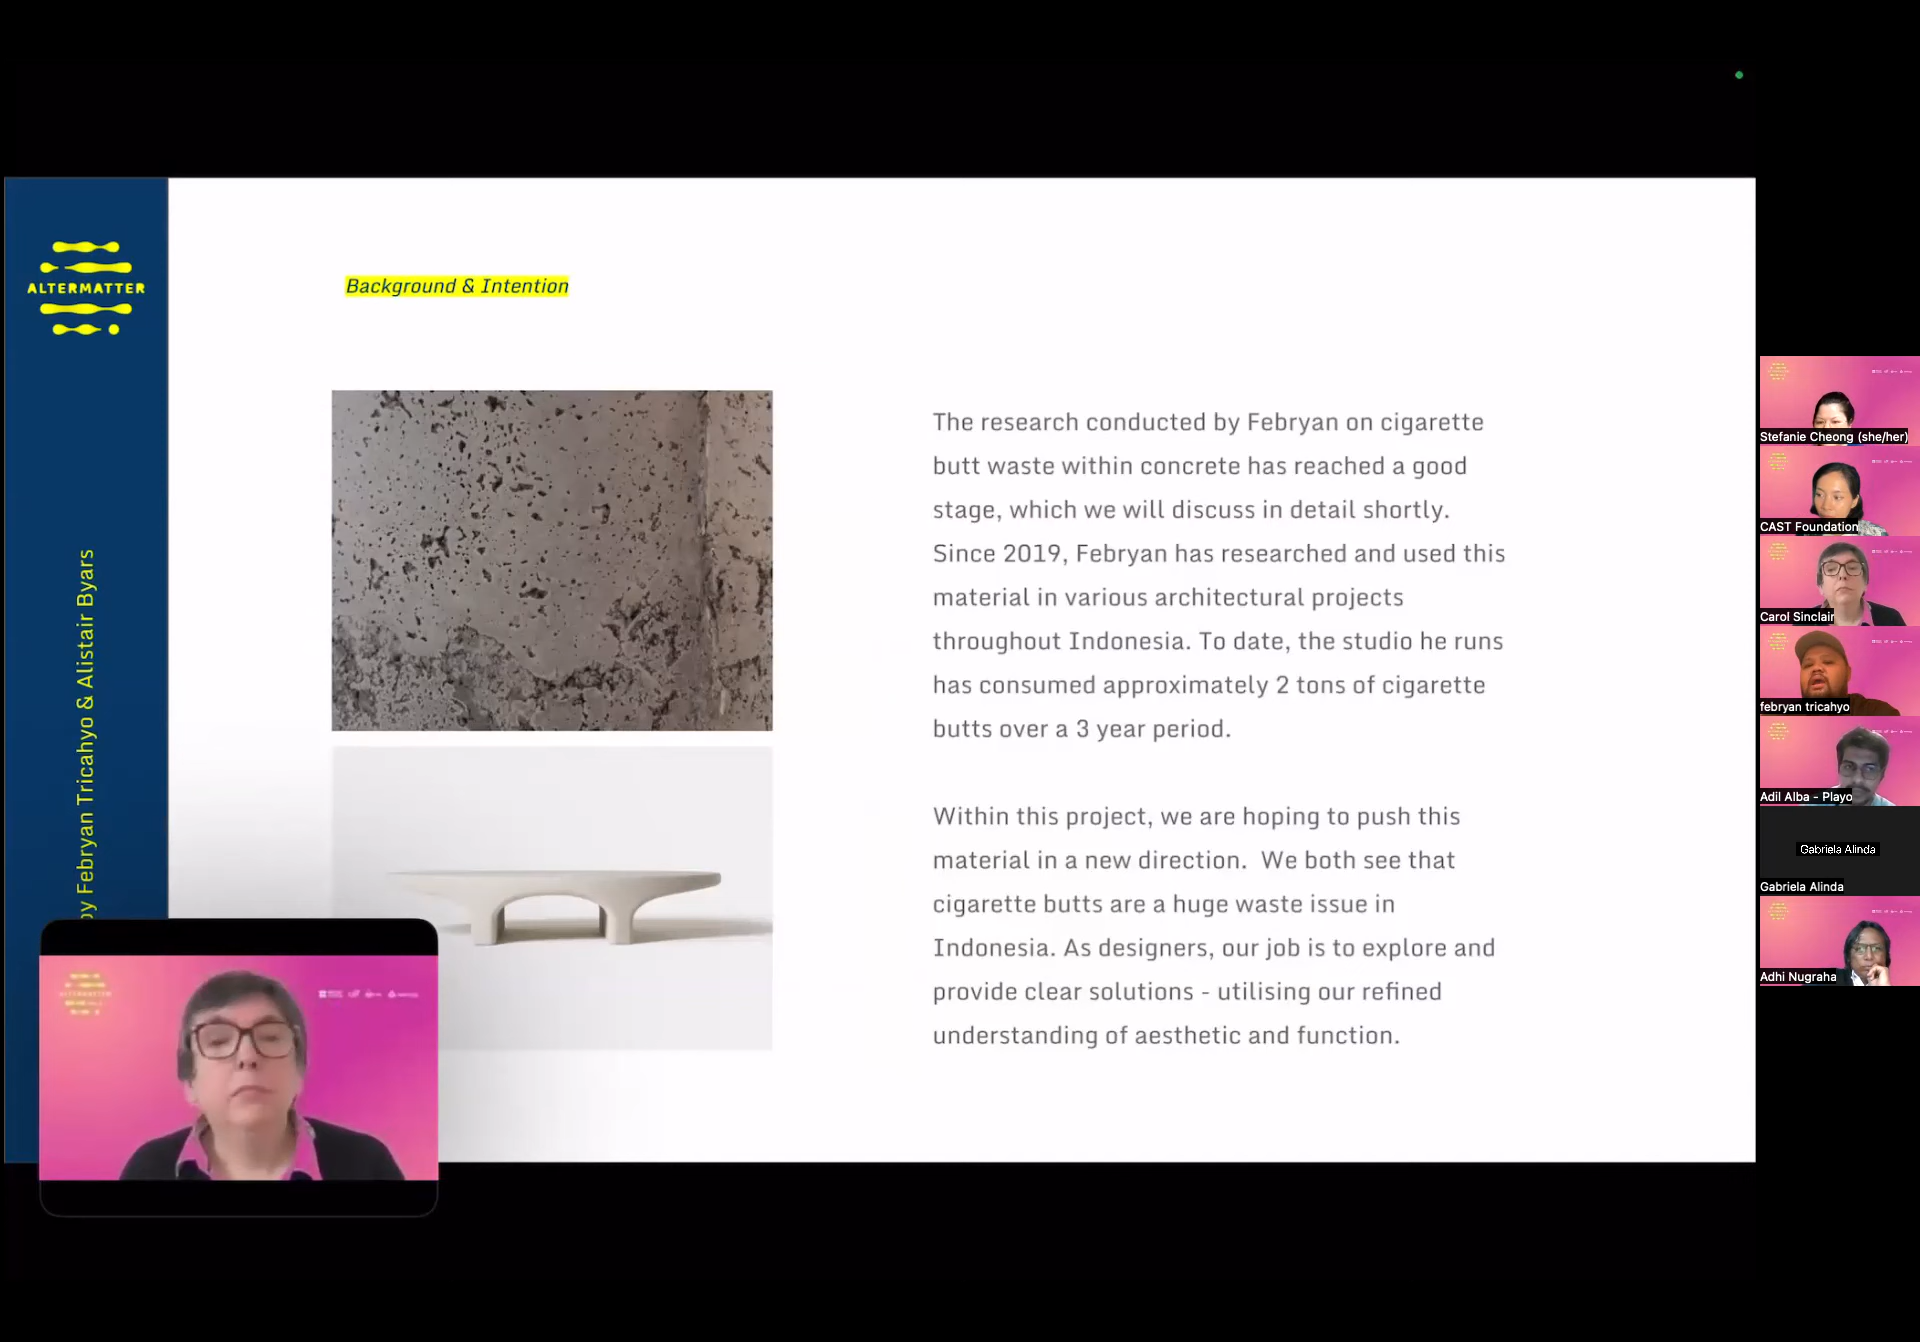 ALTERMATTER
by Febryan Tricahyo & Alistair Byars
Background & Intention
The research conducted by Febryan on cigarette
butt waste within concrete has reached a good
stage, which we will discuss in detail shortly.
Since 2019, Febryan has researched and used this
material in various architectural projects
throughout Indonesia. To date, the studio he runs
has consumed approximately 2 tons of cigarette
butts over a 3 year period.
Within this project, we are hoping to push this
material in a new direction.  We both see that
cigarette butts are a huge waste issue in
Indonesia. As designers, our job is to explore and
provide clear solutions - utilising our refined
understanding of aesthetic and function.
Stefanie Cheong (she/her)
CAST Foundation
Carol Sinclair
febryan tricahyo
Adil Alba - Playo
Gabriela Alinda
Gabriela Alinda
Adhi Nugraha